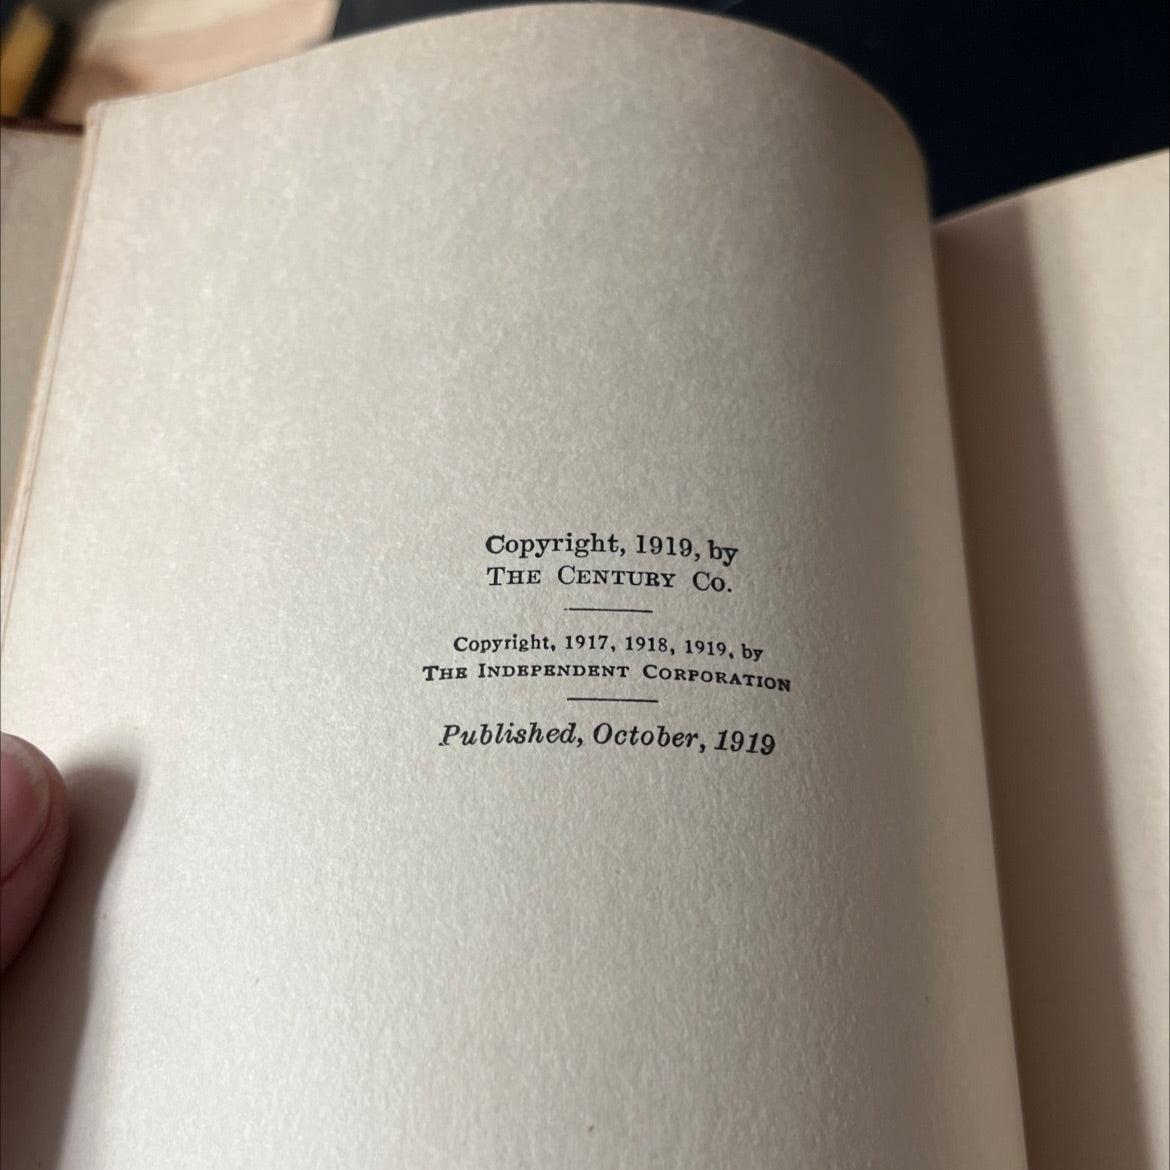 Copyright, 1919, by
THE CENTURY CO.
Copyright, 1917, 1918, 1919, by
THE INDEPENDENT CORPORATION
Published, October, 1919